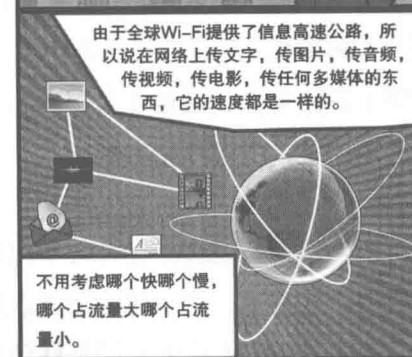 由于全球Wi-Fi提供了信息高速公路，所
以说在网络上传文字，传图片，传音频，
传视频，传电影，传任何多媒体的东
西，它的速度都是一样的。
@
A
不用考虑哪个快哪个慢，
哪个占流量大哪个占流
量小。